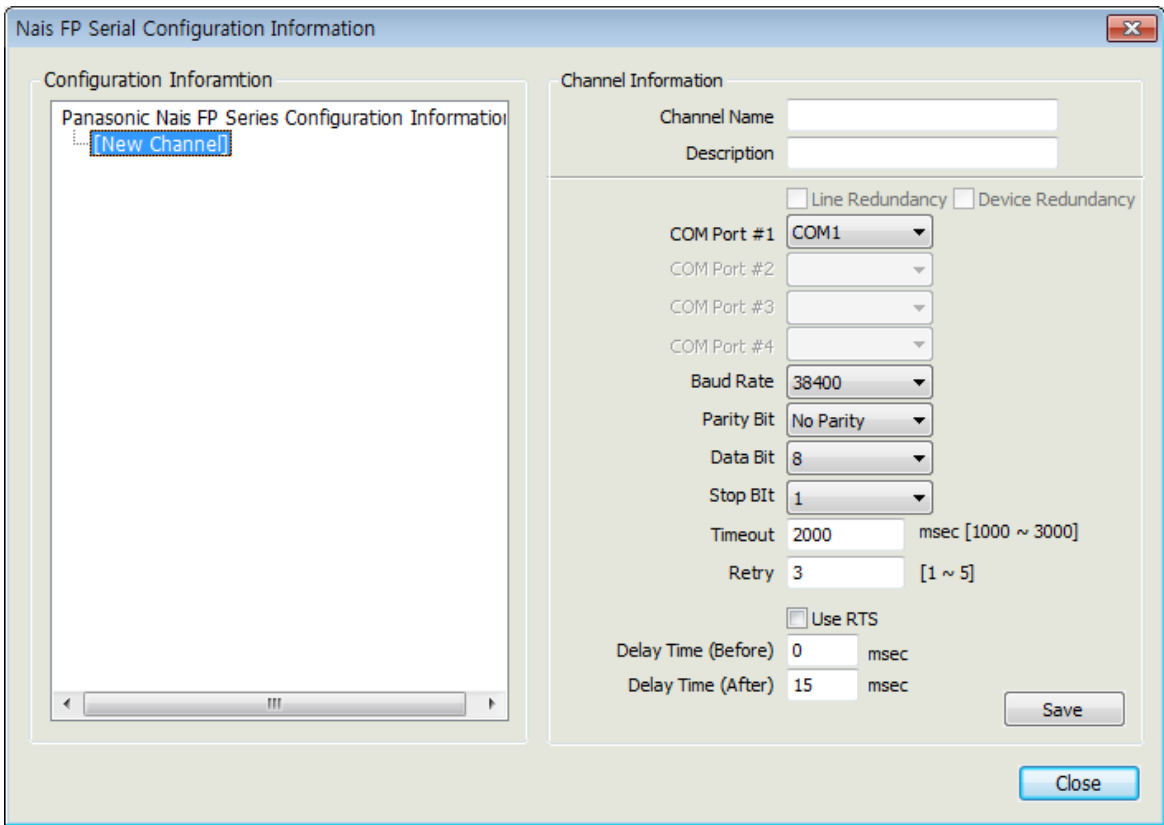 Nais FP Serial Configuration Information
Configuration Inforamtion
Panasonic Nais FP Series Configuration Information
[New Channel]
Channel Information
Channel Name
Description
Line Redundancy Device Redundancy
COM Port #1 COM1
COM Port #2
COM Port #3
COM Port #4
Baud Rate 38400
Parity Bit No Parity
Data Bit 8
Stop BIt 1
Timeout 2000 msec [1000 ~ 3000]
Retry 3 [1 ~ 5]
Use RTS
Delay Time (Before) 0 msec
Delay Time (After) 15 msec
Save
Close